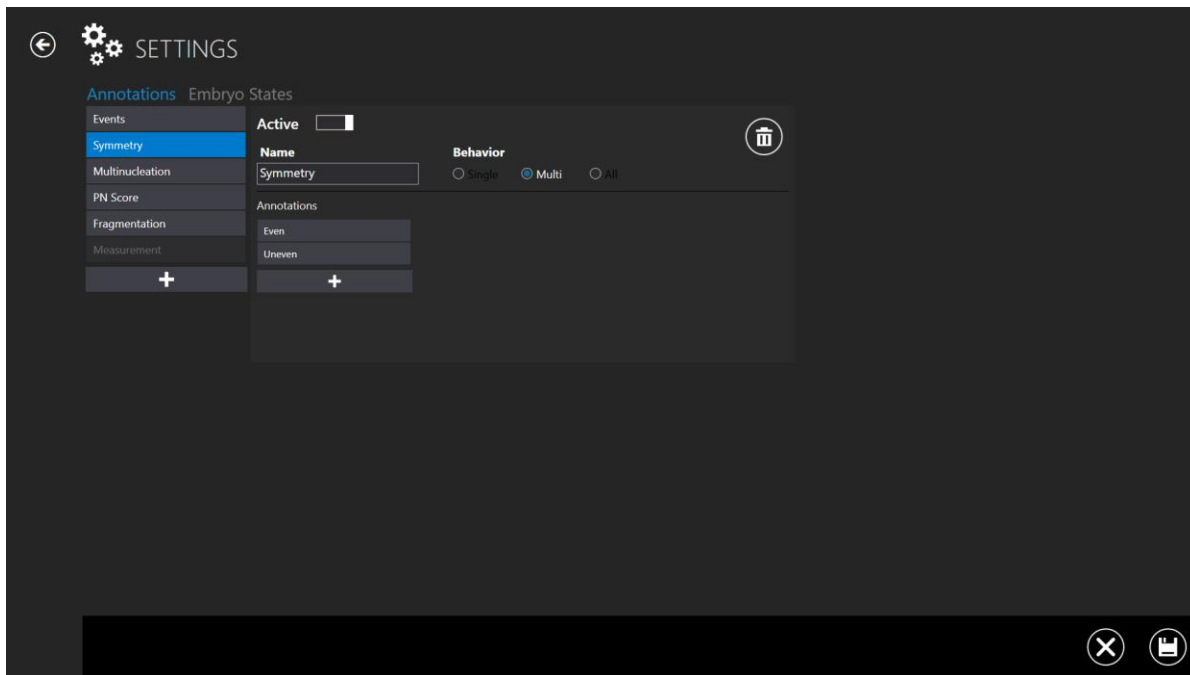 SETTINGS
Annotations Embryo States
Events
Symmetry
Multinucleation
PN Score
Fragmentation
Measurement
Active
Name
Symmetry
Behavior
Single Multi All
Annotations
Even
Uneven